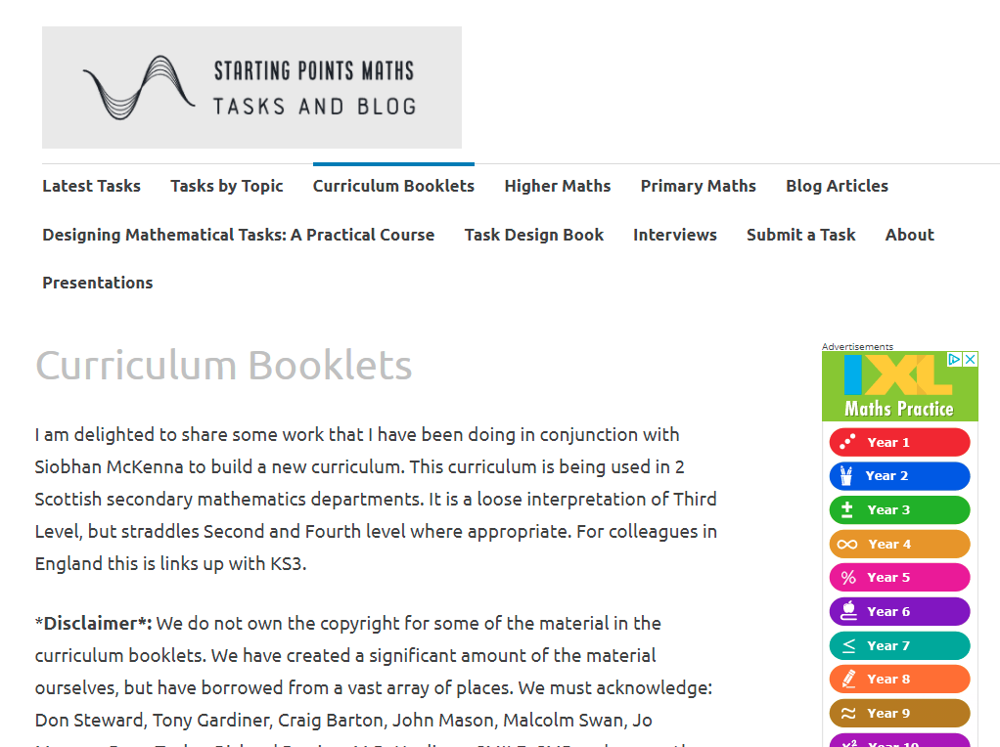 STARTING POINTS MATHS
TASKS AND BLOG
Latest Tasks Tasks by Topic Curriculum Booklets Higher Maths Primary Maths Blog Articles
Designing Mathematical Tasks: A Practical Course Task Design Book Interviews Submit a Task About
Presentations
Curriculum Booklets
I am delighted to share some work that I have been doing in conjunction with
Siobhan McKenna to build a new curriculum. This curriculum is being used in 2
Scottish secondary mathematics departments. It is a loose interpretation of Third
Level, but straddles Second and Fourth level where appropriate. For colleagues in
England this is links up with KS3.
*Disclaimer*: We do not own the copyright for some of the material in the
curriculum booklets. We have created a significant amount of the material
ourselves, but have borrowed from a vast array of places. We must acknowledge:
Don Steward, Tony Gardiner, Craig Barton, John Mason, Malcolm Swan, Jo
Advertisements
IXL
Maths Practice
Year 1
Year 2
Year 3
Year 4
Year 5
Year 6
Year 7
Year 8
Year 9
Year 10